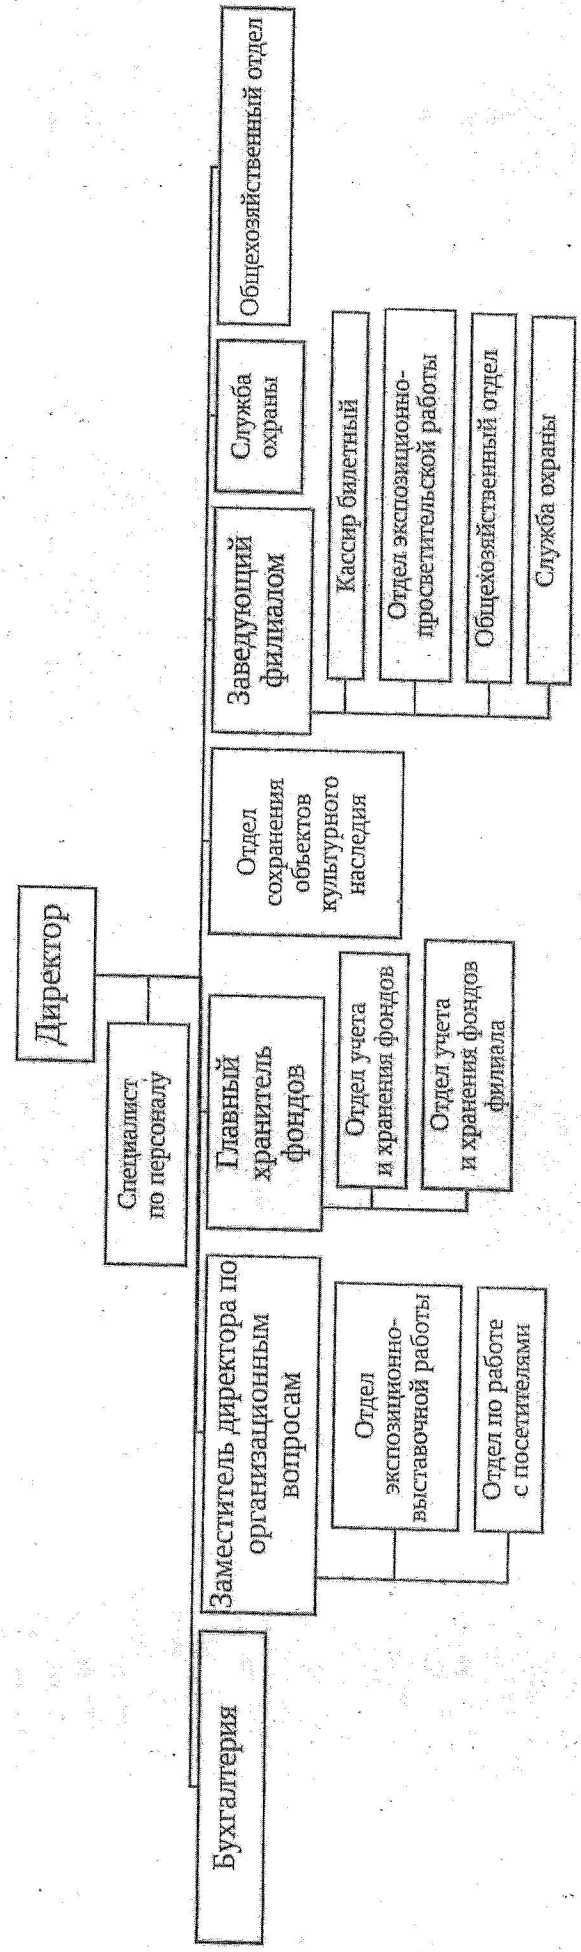 Директор
Специалист
по персоналу
Бухгалтерия
Заместитель директора по
организационным
вопросам
Отдел
экспозиционно-
выставочной работы
Отдел по работе
с посетителями
Главный
хранитель
фондов
Отдел учета
и хранения фондов
Отдел учета
и хранения фондов
филиала
Отдел
сохранения
объектов
культурного
наследия
Заведующий
филиалом
Кассир билетный
Отдел экспозиционно-
просветительской работы
Общехозяйственный отдел
Служба охраны
Служба
охраны
Общехозяйственный отдел